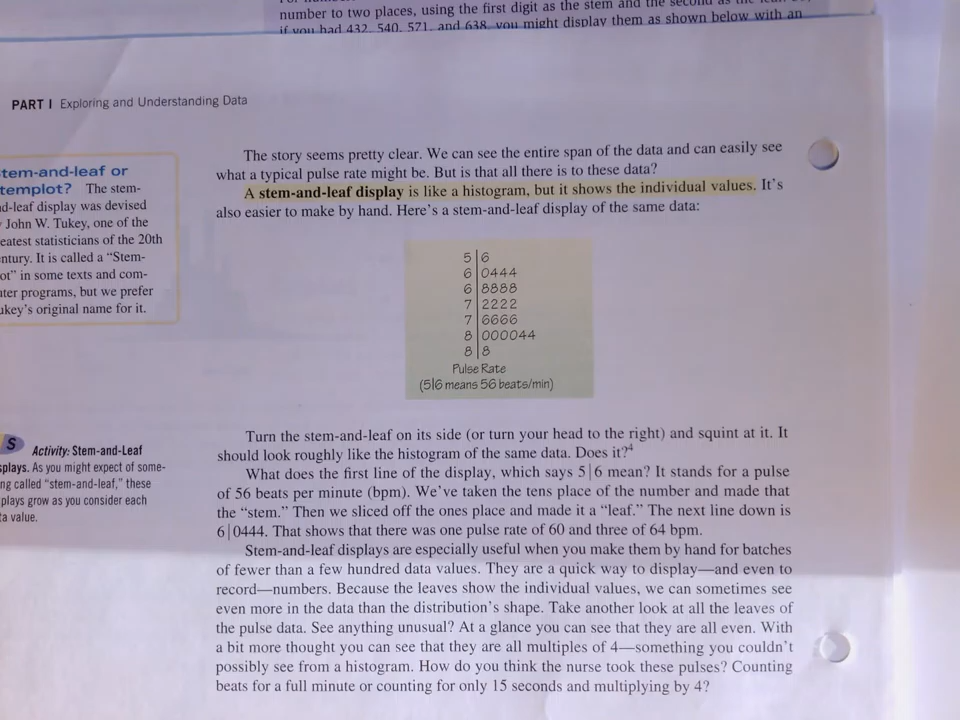 number to two places, using the first digit as the stem and the second as the
if you had 432, 540, 571, and 638, you might display them as shown below with an
PART I Exploring and Understanding Data
The story seems pretty clear. We can see the entire span of the data and can easily see
what a typical pulse rate might be. But is that all there is to these data?
A stem-and-leaf display is like a histogram, but it shows the individual values. It's
also easier to make by hand. Here's a stem-and-leaf display of the same data:
tem-and-leaf or
templot? The stem-
d-leaf display was devised
John W. Tukey, one of the
eatest statisticians of the 20th
ntury. It is called a "Stem-
ot" in some texts and com-
ter programs, but we prefer
ukey's original name for it.
5|6
6|0444
6|8888
7|2222
7|6666
8|000044
8|8
Pulse Rate
(5|6 means 56 beats/min)
Turn the stem-and-leaf on its side (or turn your head to the right) and squint at it. It
should look roughly like the histogram of the same data. Does it?4
What does the first line of the display, which says 5|6 mean? It stands for a pulse
of 56 beats per minute (bpm). We've taken the tens place of the number and made that
the "stem." Then we sliced off the ones place and made it a "leaf." The next line down is
6|0444. That shows that there was one pulse rate of 60 and three of 64 bpm.
Stem-and-leaf displays are especially useful when you make them by hand for batches
of fewer than a few hundred data values. They are a quick way to display—and even to
record—numbers. Because the leaves show the individual values, we can sometimes see
even more in the data than the distribution's shape. Take another look at all the leaves of
the pulse data. See anything unusual? At a glance you can see that they are all even. With
a bit more thought you can see that they are all multiples of 4—something you couldn't
possibly see from a histogram. How do you think the nurse took these pulses? Counting
beats for a full minute or counting for only 15 seconds and multiplying by 4?
S Activity: Stem-and-Leaf
splays. As you might expect of some-
ng called "stem-and-leaf," these
plays grow as you consider each
ta value.